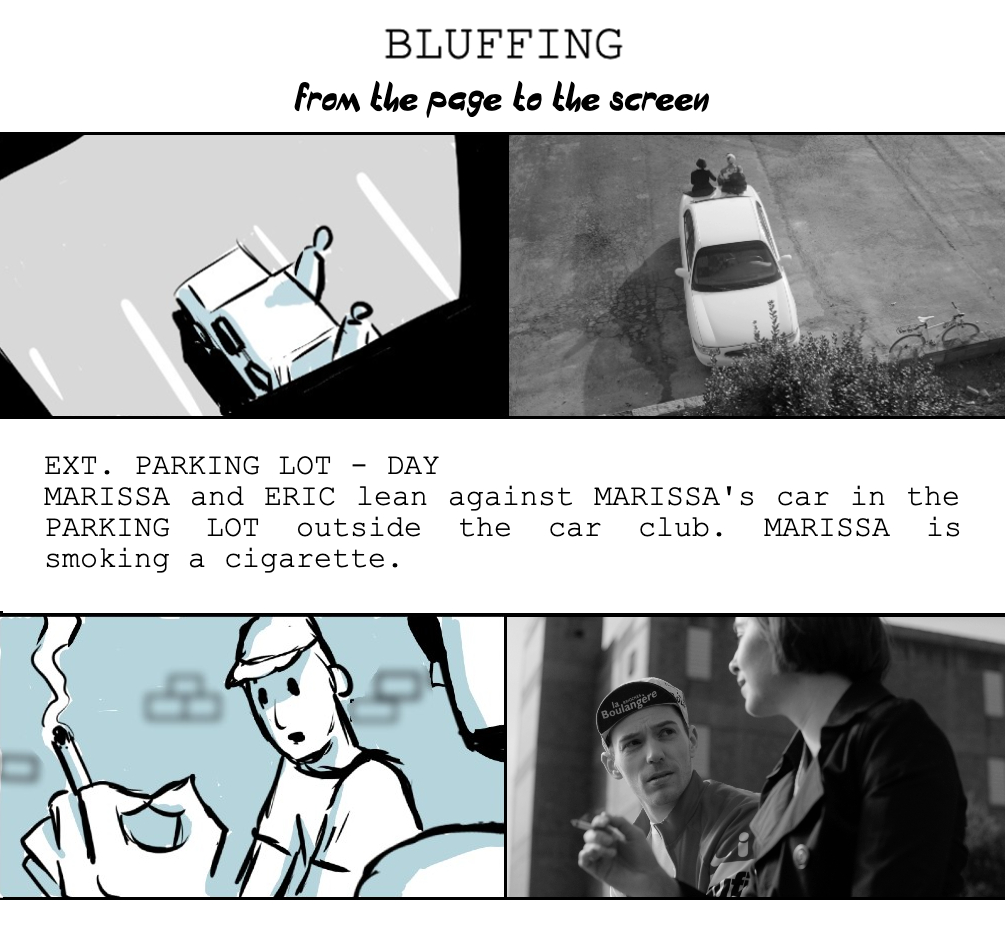 BLUFFING
from the page to the screen
EXT. PARKING LOT - DAY
MARISSA and ERIC lean against MARISSA's car in the
PARKING LOT outside the car club. MARISSA is
smoking a cigarette.
la
Boulangère